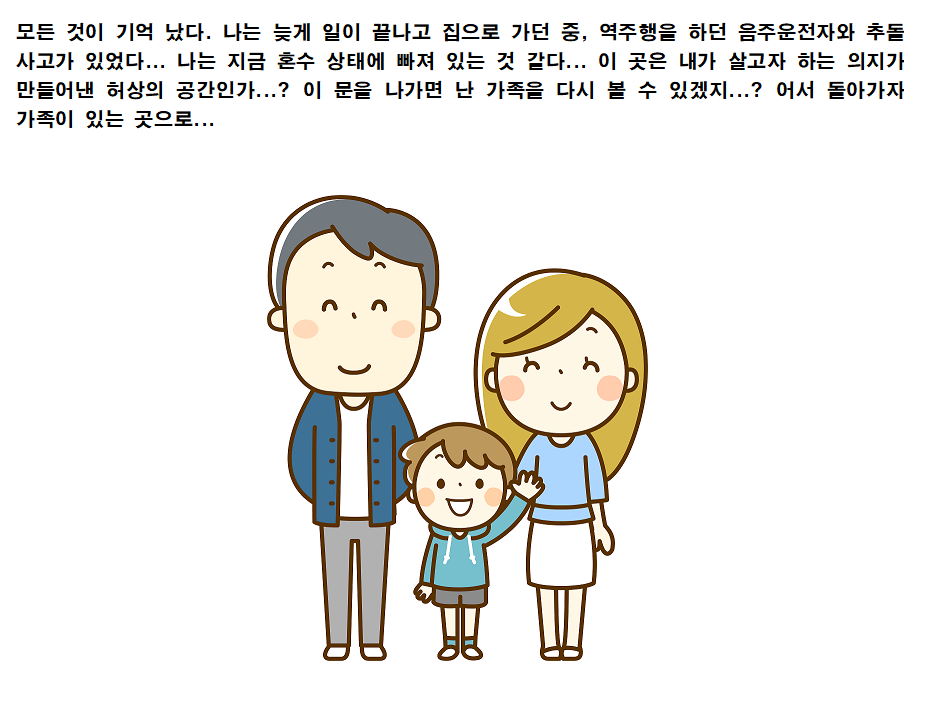 모든 것이 기억 났다. 나는 늦게 일이 끝나고 집으로 가던 중, 역주행을 하던 음주운전자와 추돌
사고가 있었다... 나는 지금 혼수 상태에 빠져 있는 것 같다... 이 곳은 내가 살고자 하는 의지가
만들어낸 허상의 공간인가...? 이 문을 나가면 난 가족을 다시 볼 수 있겠지...? 어서 돌아가자
가족이 있는 곳으로...